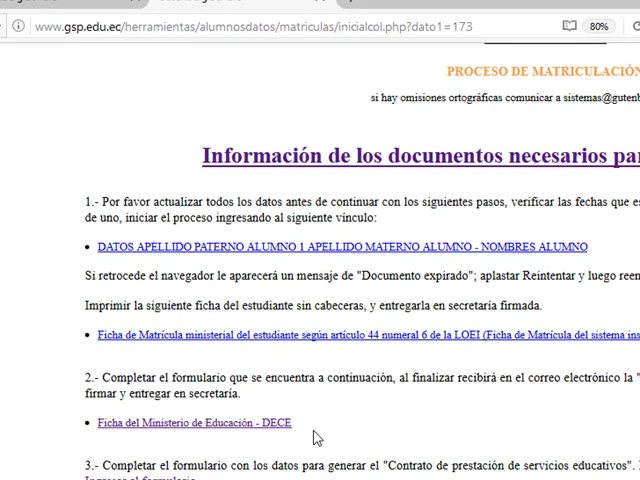 www.gsp.edu.ec/herramientas/alumnosdatos/matriculas/inicialcol.php?dato1=173
80%
PROCESO DE MATRICULACIÓN
si hay omisiones ortográficas comunicar a sistemas@gutenb
Información de los documentos necesarios par
1.- Por favor actualizar todos los datos antes de continuar con los siguientes pasos, verificar las fechas que es
de uno, iniciar el proceso ingresando al siguiente vínculo:
• DATOS APELLIDO PATERNO ALUMNO 1 APELLIDO MATERNO ALUMNO - NOMBRES ALUMNO
Si retrocede el navegador le aparecerá un mensaje de "Documento expirado"; aplastar Reintentar y luego reen
Imprimir la siguiente ficha del estudiante sin cabeceras, y entregarla en secretaría firmada.
• Ficha de Matrícula ministerial del estudiante según artículo 44 numeral 6 de la LOEI (Ficha de Matrícula del sistema ins
2.- Completar el formulario que se encuentra a continuación, al finalizar recibirá en el correo electrónico la "
firmar y entregar en secretaría.
• Ficha del Ministerio de Educación - DECE
3.- Completar el formulario con los datos para generar el "Contrato de prestación de servicios educativos".
Ingresar al formulario